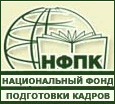 НФПК
НАЦИОНАЛЬНЫЙ ФОНД
ПОДГОТОВКИ КАДРОВ